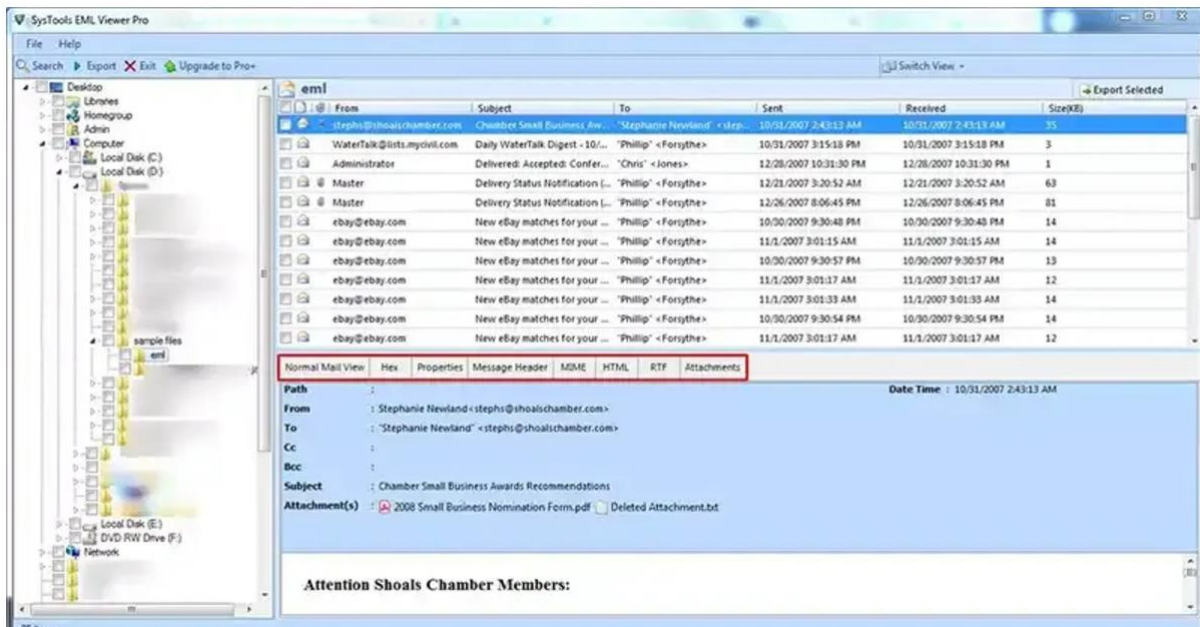 SysTools EML Viewer Pro
File Help
Search Export Exit Upgrade to Pro+ Switch View
Desktop
Libraries
Homegroup
Admin
Computer
Local Disk (C:)
Local Disk (D:)
sample files
eml
Local Disk (E:)
DVD RW Drive (F:)
Network
eml Export Selected
From Subject To Sent Received Size(KB)
stephs@shoalschamber.com Chamber Small Business Aw... "Stephanie Newland" <step... 10/31/2007 2:43:13 AM 10/31/2007 2:43:13 AM 35
WaterTalk@lists.mycivil.com Daily WaterTalk Digest - 10/... "Phillip" <Forsythe> 10/31/2007 3:15:18 PM 10/31/2007 3:15:18 PM 3
Administrator Delivered: Accepted: Confer... "Chris" <Jones> 12/28/2007 10:31:30 PM 12/28/2007 10:31:30 PM 1
Master Delivery Status Notification (... "Phillip" <Forsythe> 12/21/2007 3:20:52 AM 12/21/2007 3:20:52 AM 63
Master Delivery Status Notification (... "Phillip" <Forsythe> 12/26/2007 8:06:45 PM 12/26/2007 8:06:45 PM 81
ebay@ebay.com New eBay matches for your ... "Phillip" <Forsythe> 10/30/2007 9:30:48 PM 10/30/2007 9:30:48 PM 14
ebay@ebay.com New eBay matches for your ... "Phillip" <Forsythe> 11/1/2007 3:01:15 AM 11/1/2007 3:01:15 AM 14
ebay@ebay.com New eBay matches for your ... "Phillip" <Forsythe> 10/30/2007 9:30:57 PM 10/30/2007 9:30:57 PM 13
ebay@ebay.com New eBay matches for your ... "Phillip" <Forsythe> 11/1/2007 3:01:17 AM 11/1/2007 3:01:17 AM 12
ebay@ebay.com New eBay matches for your ... "Phillip" <Forsythe> 11/1/2007 3:01:33 AM 11/1/2007 3:01:33 AM 14
ebay@ebay.com New eBay matches for your ... "Phillip" <Forsythe> 10/30/2007 9:30:54 PM 10/30/2007 9:30:54 PM 14
ebay@ebay.com New eBay matches for your ... "Phillip" <Forsythe> 11/1/2007 3:01:17 AM 11/1/2007 3:01:17 AM 12
Normal Mail View Hex Properties Message Header MIME HTML RTF Attachments
Path : Date Time : 10/31/2007 2:43:13 AM
From : Stephanie Newland<stephs@shoalschamber.com>
To : "Stephanie Newland" <stephs@shoalschamber.com>
Cc :
Bcc :
Subject : Chamber Small Business Awards Recommendations
Attachment(s) : 2008 Small Business Nomination Form.pdf Deleted Attachment.txt
Attention Shoals Chamber Members: